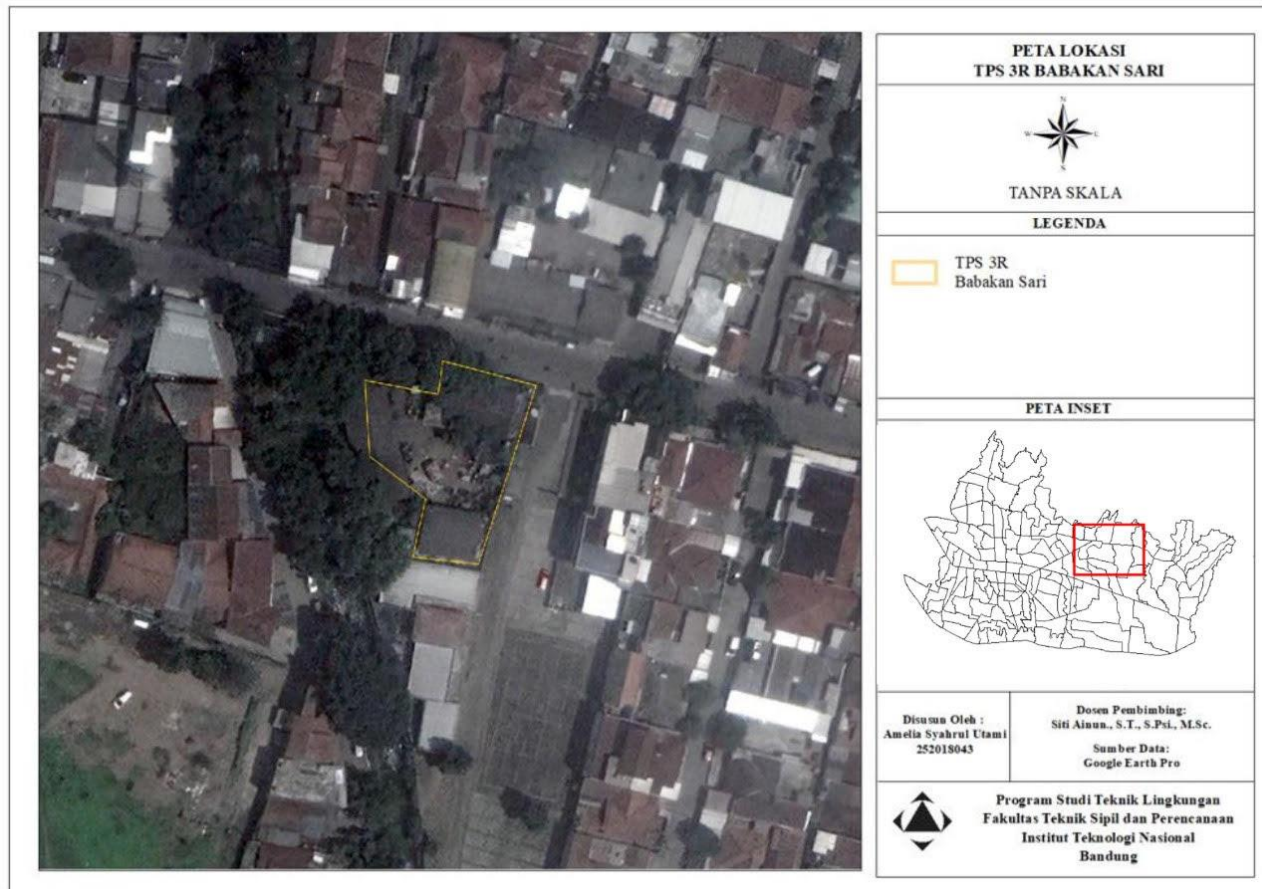 PETA LOKASI
TPS 3R BABAKAN SARI
N
W
E
S
TANPA SKALA
LEGENDA
TPS 3R
Babakan Sari
PETA INSET
Disusun Oleh :
Amelia Syahrul Utami
252018043
Dosen Pembimbing:
Siti Ainun., S.T., S.Psi., M.Sc.
Sumber Data:
Google Earth Pro
Program Studi Teknik Lingkungan
Fakultas Teknik Sipil dan Perencanaan
Institut Teknologi Nasional
Bandung